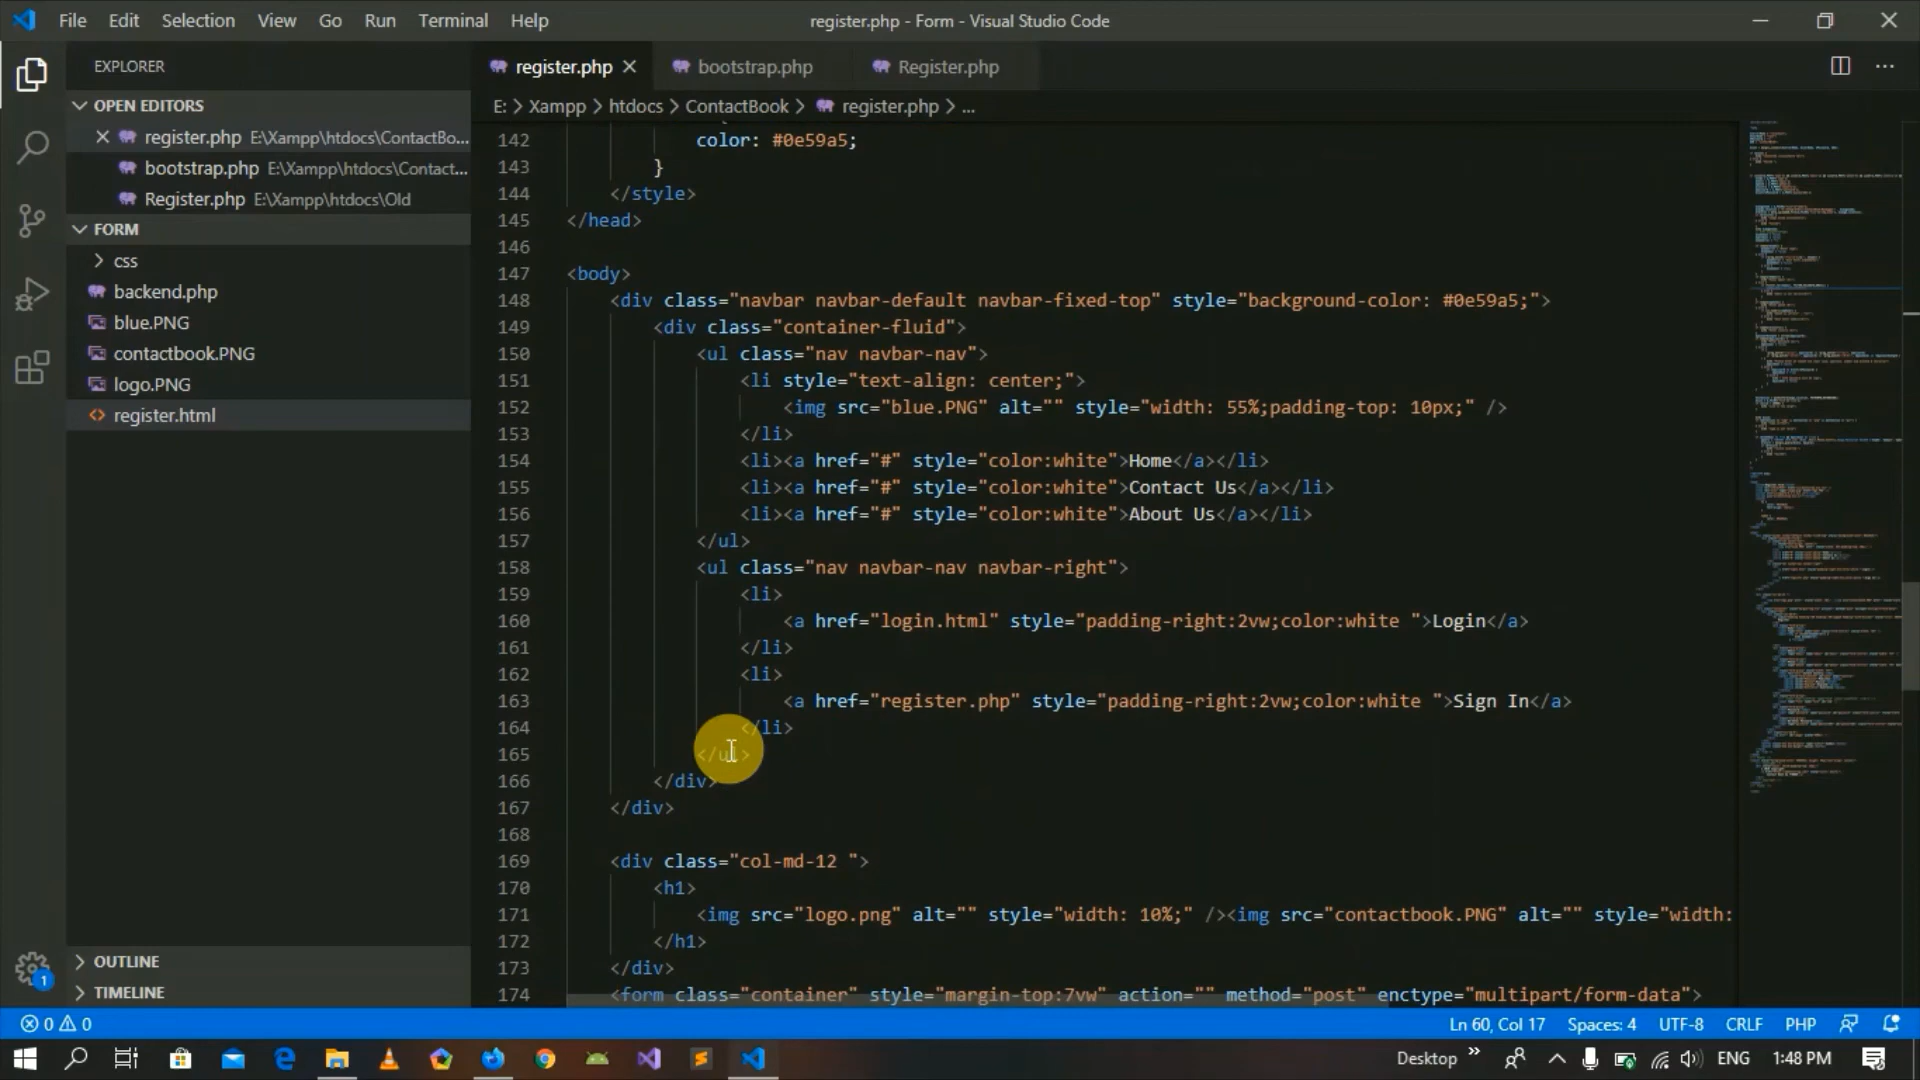 File Edit Selection View Go Run Terminal Help
register.php - Form - Visual Studio Code
EXPLORER
OPEN EDITORS
register.php E:\Xampp\htdocs\ContactBo...
bootstrap.php E:\Xampp\htdocs\Contact...
Register.php E:\Xampp\htdocs\Old
FORM
css
backend.php
blue.PNG
contactbook.PNG
logo.PNG
register.html
OUTLINE
TIMELINE
register.php bootstrap.php Register.php
E: > Xampp > htdocs > ContactBook > register.php > ...
142 color: #0e59a5;
143 }
144 </style>
145 </head>
146
147 <body>
148 <div class="navbar navbar-default navbar-fixed-top" style="background-color: #0e59a5;">
149 <div class="container-fluid">
150 <ul class="nav navbar-nav">
151 <li style="text-align: center;">
152 <img src="blue.PNG" alt="" style="width: 55%;padding-top: 10px;" />
153 </li>
154 <li><a href="#" style="color:white">Home</a></li>
155 <li><a href="#" style="color:white">Contact Us</a></li>
156 <li><a href="#" style="color:white">About Us</a></li>
157 </ul>
158 <ul class="nav navbar-nav navbar-right">
159 <li>
160 <a href="login.html" style="padding-right:2vw;color:white ">Login</a>
161 </li>
162 <li>
163 <a href="register.php" style="padding-right:2vw;color:white ">Sign In</a>
164 </li>
165 </ul>
166 </div>
167 </div>
168
169 <div class="col-md-12 ">
170 <h1>
171 <img src="logo.png" alt="" style="width: 10%;" /><img src="contactbook.PNG" alt="" style="width:
172 </h1>
173 </div>
174 <form class="container" style="margin-top:7vw" action="" method="post" enctype="multipart/form-data">
1
0 0
Ln 60, Col 17 Spaces: 4 UTF-8 CRLF PHP
Desktop ENG 1:48 PM